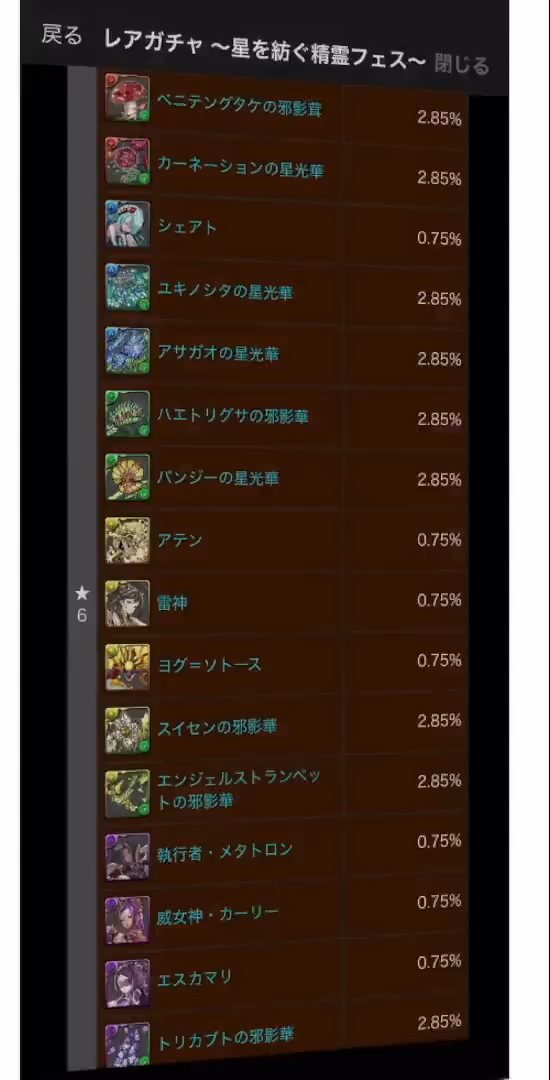 戻る レアガチャ 〜星を紡ぐ精霊フェス〜 閉じる
ベニテングタケの邪影茸 2.85%
カーネーションの星光華 2.85%
シェアト 0.75%
ユキノシタの星光華 2.85%
アサガオの星光華 2.85%
ハエトリグサの邪影華 2.85%
パンジーの星光華 2.85%
アテン 0.75%
★
6
雷神 0.75%
ヨグ=ソトース 0.75%
スイセンの邪影華 2.85%
エンジェルストランペッ
トの邪影華 2.85%
執行者・メタトロン 0.75%
威女神・カーリー 0.75%
エスカマリ 0.75%
トリカブトの邪影華 2.85%